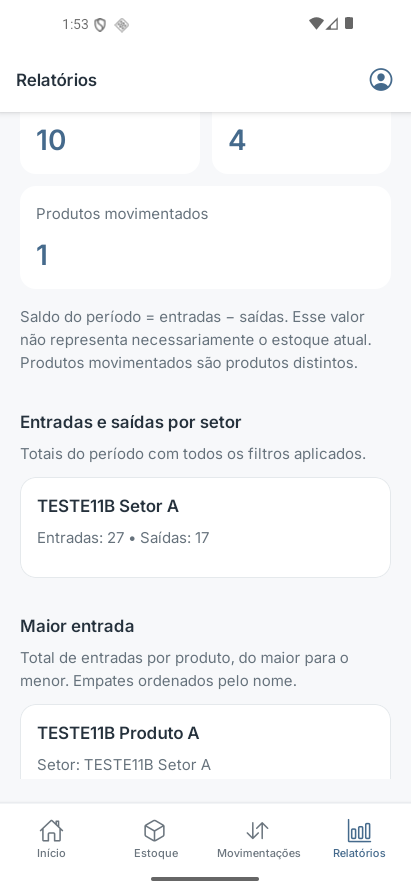 1:53
Relatórios
10
4
Produtos movimentados
1
Saldo do período = entradas − saídas. Esse valor
não representa necessariamente o estoque atual.
Produtos movimentados são produtos distintos.
Entradas e saídas por setor
Totais do período com todos os filtros aplicados.
TESTE11B Setor A
Entradas: 27 • Saídas: 17
Maior entrada
Total de entradas por produto, do maior para o
menor. Empates ordenados pelo nome.
TESTE11B Produto A
Setor: TESTE11B Setor A
Início
Estoque
Movimentações
Relatórios